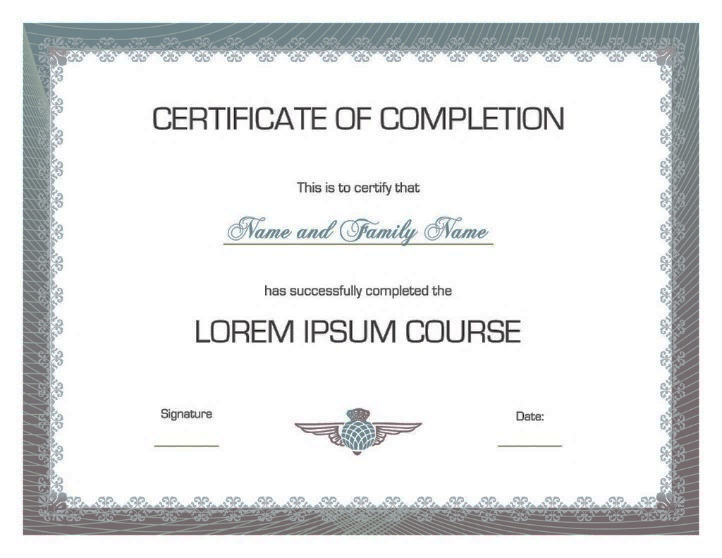 CERTIFICATE OF COMPLETION
This is to certify that
Name and Family Name
has successfully completed the
LOREM IPSUM COURSE
Signature
Date: